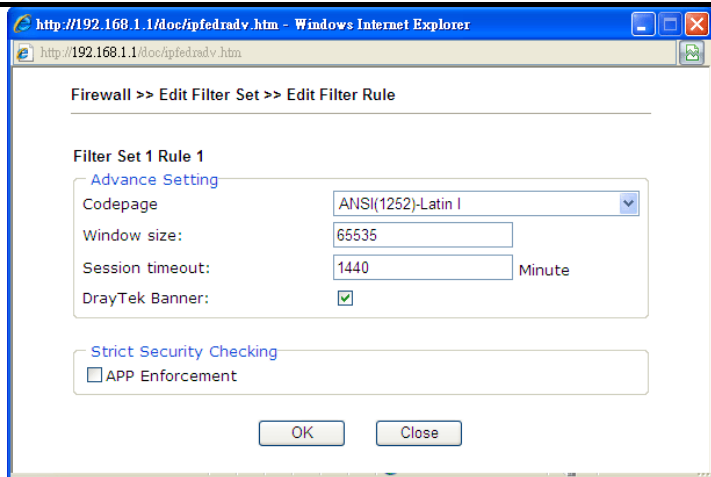 http://192.168.1.1/doc/ipfedradv.htm - Windows Internet Explorer
http://192.168.1.1/doc/ipfedradv.htm
Firewall >> Edit Filter Set >> Edit Filter Rule
Filter Set 1 Rule 1
Advance Setting
Codepage ANSI(1252)-Latin I
Window size: 65535
Session timeout: 1440 Minute
DrayTek Banner:
Strict Security Checking
APP Enforcement
OK Close